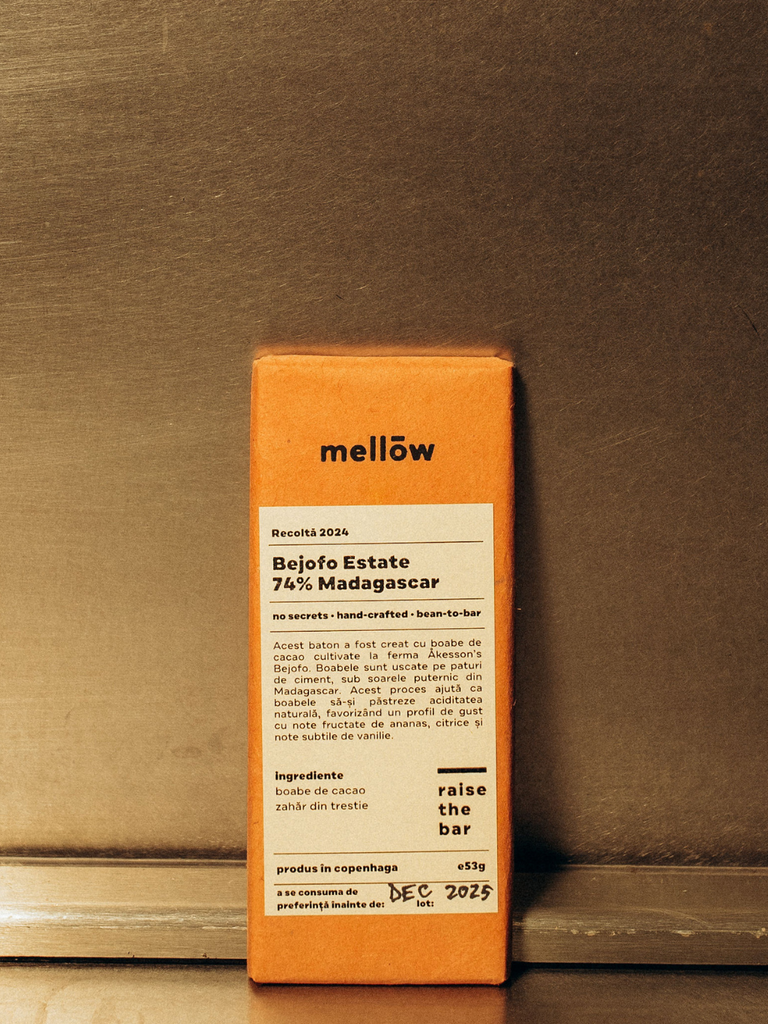 mellōw
Recoltă 2024
Bejofo Estate
74% Madagascar
no secrets • hand-crafted • bean-to-bar
Acest baton a fost creat cu boabe de
cacao cultivate la ferma Åkesson's
Bejofo. Boabele sunt uscate pe paturi
de ciment, sub soarele puternic din
Madagascar. Acest proces ajută ca
boabele să-și păstreze aciditatea
naturală, favorizând un profil de gust
cu note fructate de ananas, citrice și
note subtile de vanilie.
ingrediente
boabe de cacao
zahăr din trestie
raise
the
bar
produs în copenhaga e53g
a se consuma de
preferință înainte de: DEC 2025
lot: